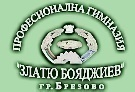 ПРОФЕСИОНАЛНА ГИМНАЗИЯ
"ЗЛАТЮ БОЯДЖИЕВ"
ГР. БРЕЗОВО